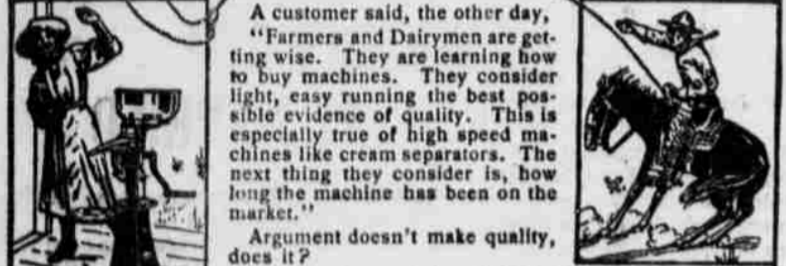 A customer said, the other day,
"Farmers and Dairymen are get-
ting wise. They are learning how
to buy machines. They consider
light, easy running the best pos-
sible evidence of quality. This is
especially true of high speed ma-
chines like cream separators. The
next thing they consider is, how
long the machine has been on the
market."
Argument doesn't make quality,
does it?